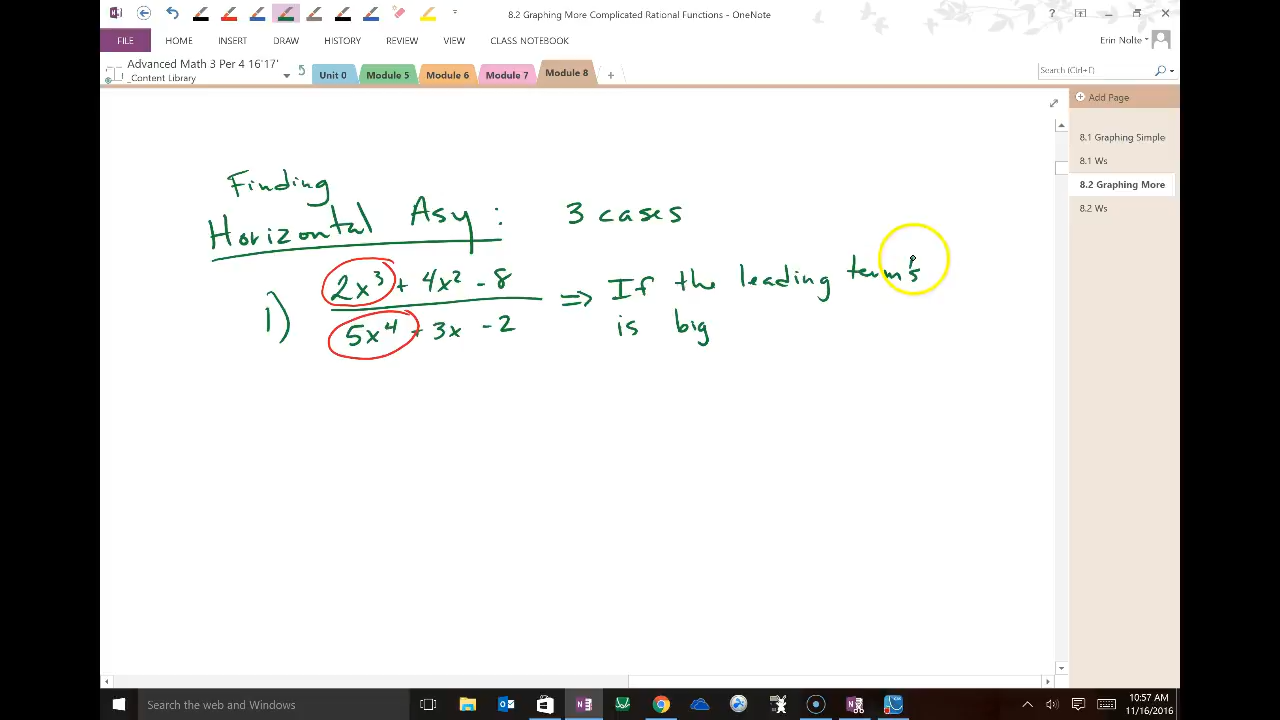 8.2 Graphing More Complicated Rational Functions - OneNote
?
FILE
HOME
INSERT
DRAW
HISTORY
REVIEW
VIEW
CLASS NOTEBOOK
Erin Nolte
Advanced Math 3 Per 4 16'17'
_Content Library
Unit 0
Module 5
Module 6
Module 7
Module 8
+
Search (Ctrl+E)
Add Page
8.1 Graphing Simple
8.1 Ws
8.2 Graphing More
8.2 Ws
Finding
Horizontal Asy : 3 cases
1)
2x³ + 4x² - 8
5x⁴ + 3x - 2
⇒ If the leading term's
is big
Search the web and Windows
10:57 AM
11/16/2016